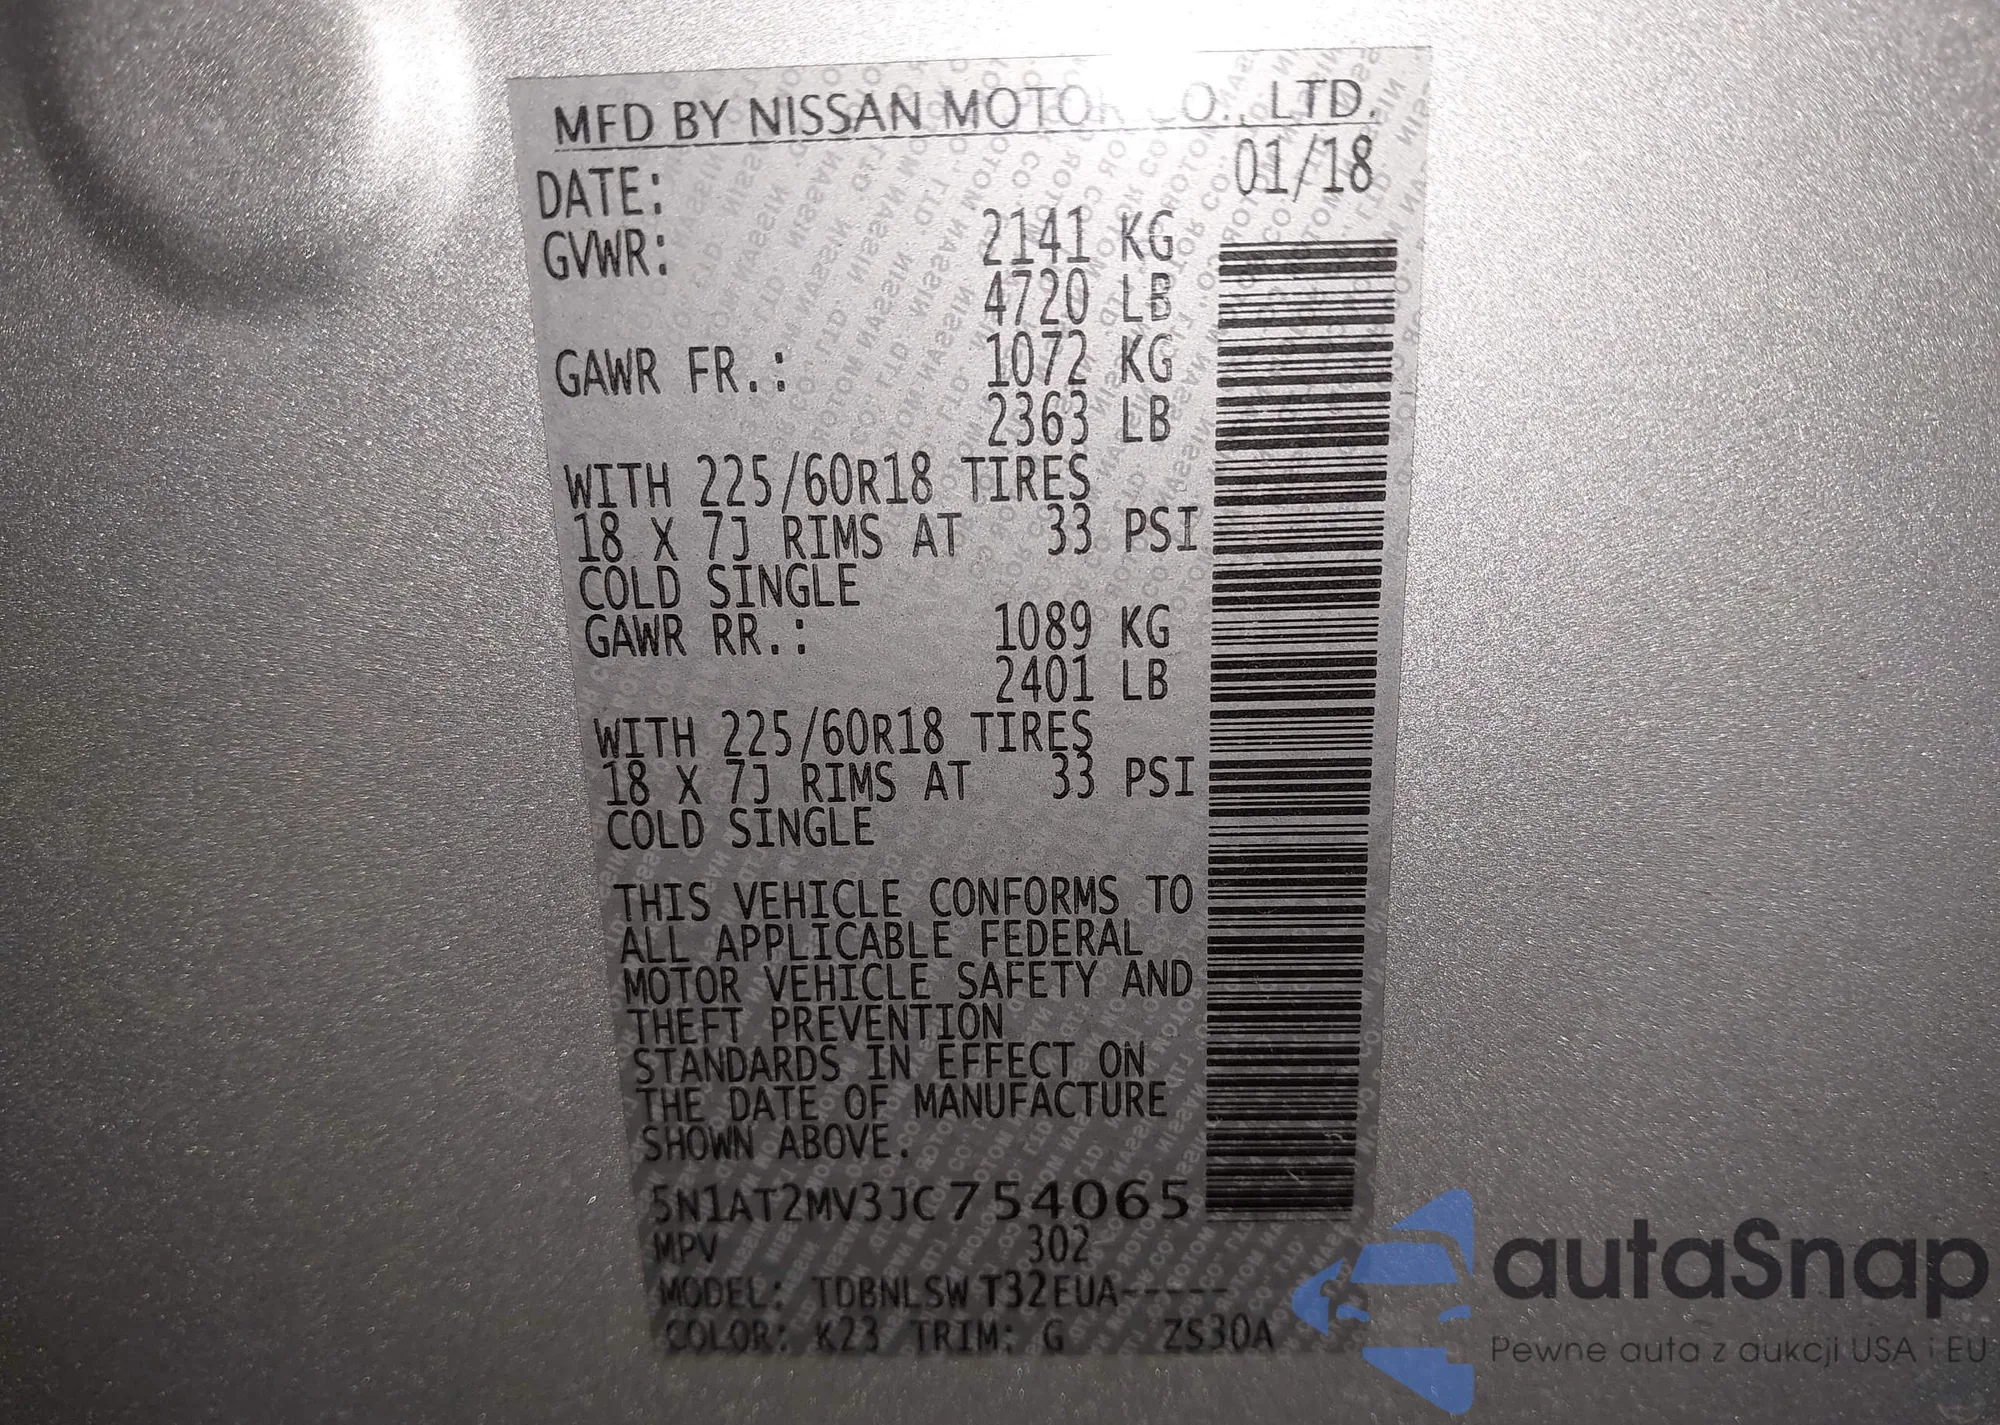 MFD BY NISSAN MOTOR CO., LTD.
DATE: 01/18
GVWR: 2141 KG
4720 LB
GAWR FR.: 1072 KG
2363 LB
WITH 225/60R18 TIRES
18 X 7J RIMS AT 33 PSI
COLD SINGLE
GAWR RR.: 1089 KG
2401 LB
WITH 225/60R18 TIRES
18 X 7J RIMS AT 33 PSI
COLD SINGLE
THIS VEHICLE CONFORMS TO
ALL APPLICABLE FEDERAL
MOTOR VEHICLE SAFETY AND
THEFT PREVENTION
STANDARDS IN EFFECT ON
THE DATE OF MANUFACTURE
SHOWN ABOVE.
5N1AT2MV3JC754065
MPV 302
MODEL: TDBNLSW T32EUA-----
COLOR: K23 TRIM: G ZS30A
autaSnap
Pewne auta z aukcji USA i EU